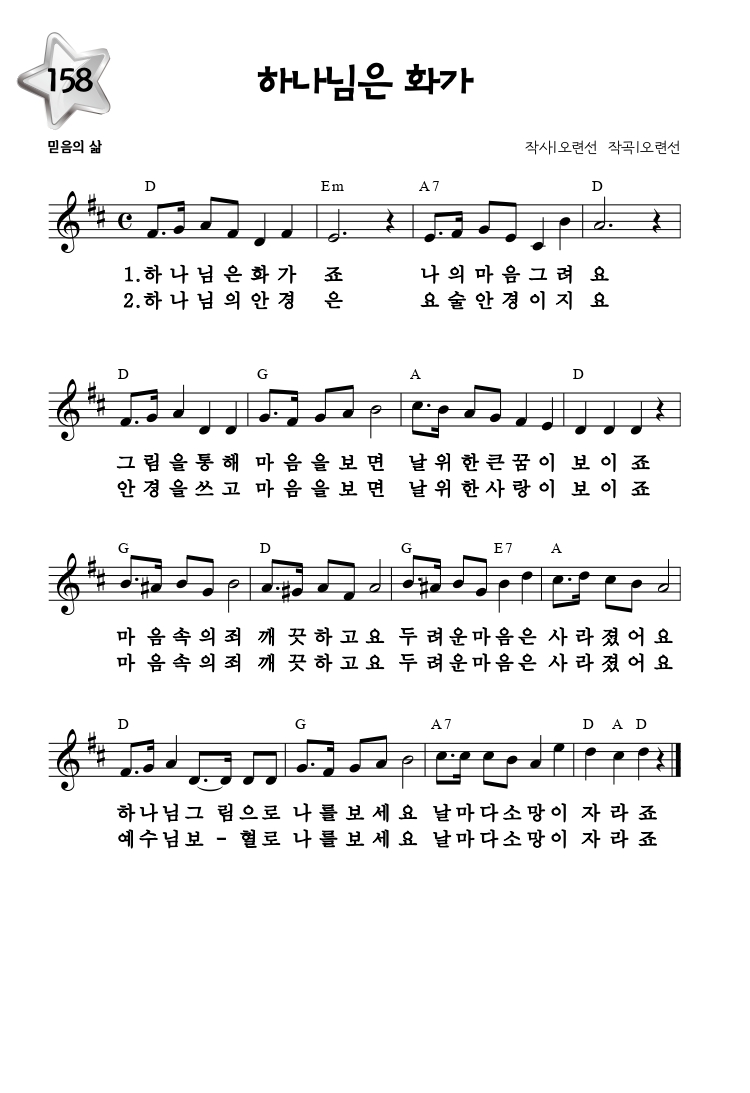 158
하나님은 화가
믿음의 삶
작사|오련선 작곡|오련선
D Em A7 D
1.하나님은화가 죠 나의마음그려 요
2.하나님의안경 은 요술안경이지 요
D G A D
그림을통해 마음을보면 날위한큰꿈이 보이죠
안경을쓰고 마음을보면 날위한사랑이 보이죠
G D G E7 A
마음속의죄 깨끗하고요 두려운마음은 사라졌어요
마음속의죄 깨끗하고요 두려운마음은 사라졌어요
D G A7 D A D
하나님그 림으로 나를보세요 날마다소망이 자라죠
예수님보 - 혈로 나를보세요 날마다소망이 자라죠